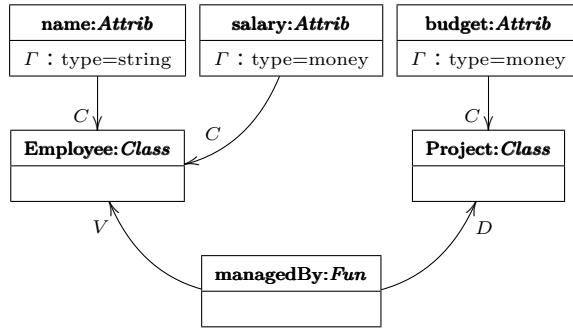 name:Attrib salary:Attrib budget:Attrib
Γ : type=string Γ : type=money Γ : type=money
C C C
Employee:Class Project:Class
V D
managedBy:Fun